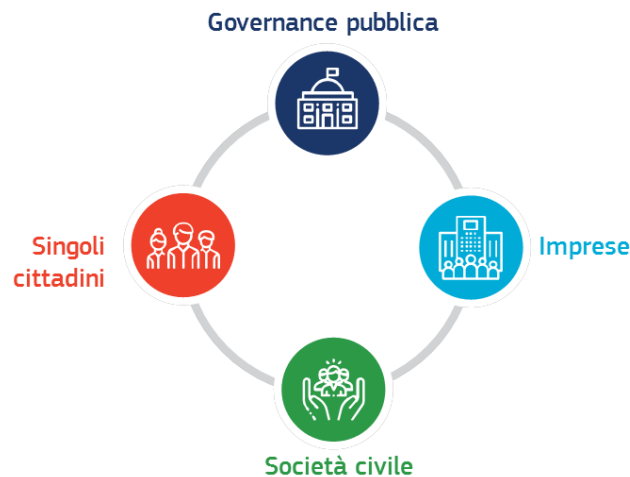 Governance pubblica
Singoli
cittadini
Imprese
Società civile